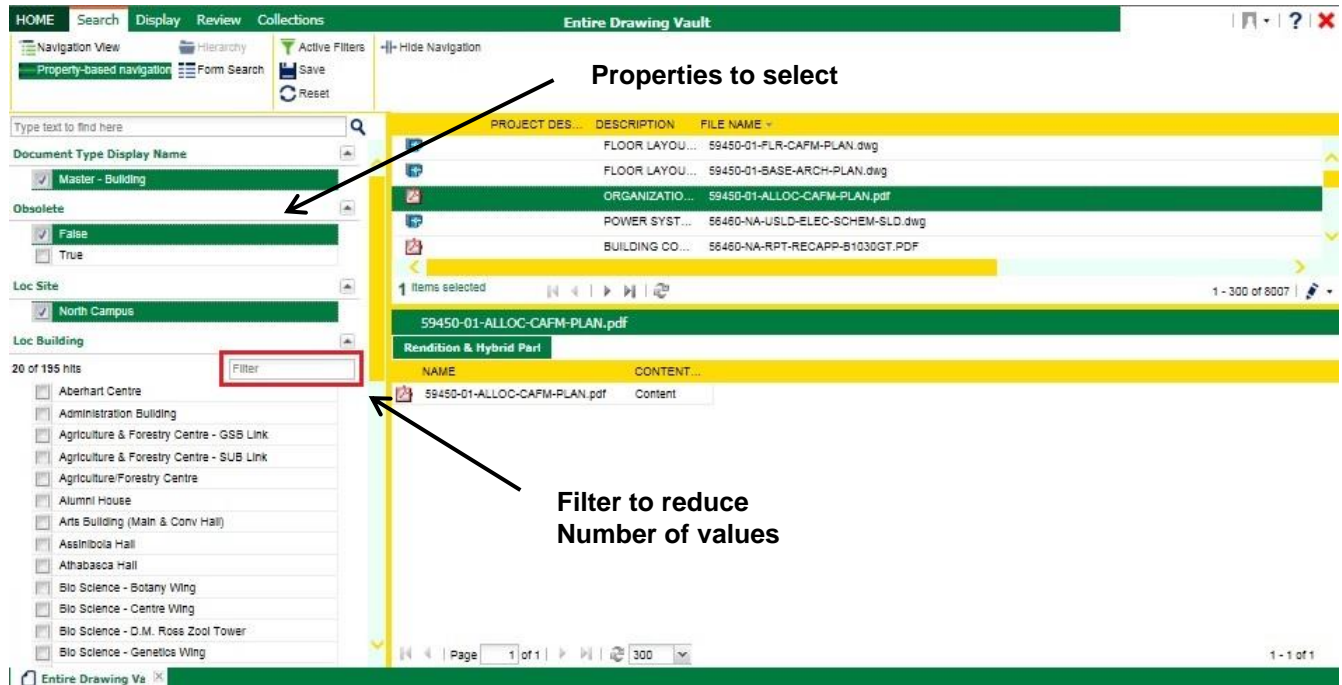 HOME Search Display Review Collections Entire Drawing Vault ?
Navigation View Hierarchy Active Filters Hide Navigation
Property-based navigation Form Search Save
Reset
Properties to select
Type text to find here
Document Type Display Name
Master - Building
Obsolete
False
True
Loc Site
North Campus
Loc Building
20 of 195 hits Filter
Aberhart Centre
Administration Building
Agriculture & Forestry Centre - GSB Link
Agriculture & Forestry Centre - SUB Link
Agriculture/Forestry Centre
Alumni House
Arts Building (Main & Conv Hall)
Assiniboia Hall
Athabasca Hall
Bio Science - Botany Wing
Bio Science - Centre Wing
Bio Science - D.M. Ross Zool Tower
Bio Science - Genetics Wing
PROJECT DES... DESCRIPTION FILE NAME
FLOOR LAYOU... 59450-01-FLR-CAFM-PLAN.dwg
FLOOR LAYOU... 59450-01-BASE-ARCH-PLAN.dwg
ORGANIZATIO... 59450-01-ALLOC-CAFM-PLAN.pdf
POWER SYST... 56460-NA-USLD-ELEC-SCHEM-SLD.dwg
BUILDING CO... 56460-NA-RPT-RECAPP-B1030GT.PDF
1 Items selected 1 - 300 of 8007
59450-01-ALLOC-CAFM-PLAN.pdf
Rendition & Hybrid Part
NAME CONTENT...
59450-01-ALLOC-CAFM-PLAN.pdf Content
Filter to reduce
Number of values
Page 1 of 1 300 1 - 1 of 1
Entire Drawing Va